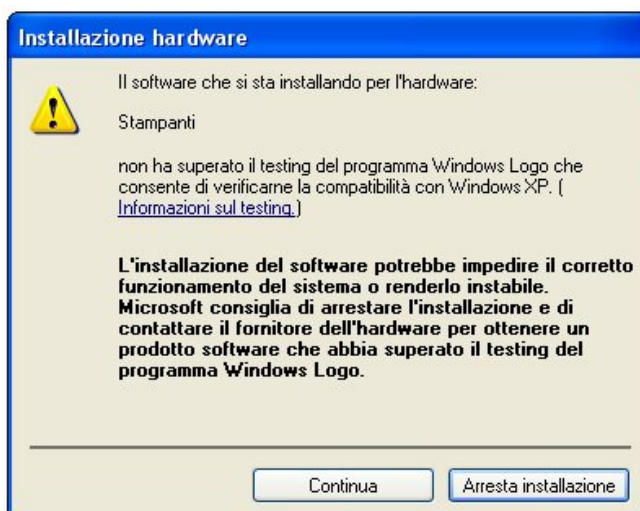 Installazione hardware
Il software che si sta installando per l'hardware:
Stampanti
non ha superato il testing del programma Windows Logo che
consente di verificarne la compatibilità con Windows XP. (
Informazioni sul testing.)
L'installazione del software potrebbe impedire il corretto
funzionamento del sistema o renderlo instabile.
Microsoft consiglia di arrestare l'installazione e di
contattare il fornitore dell'hardware per ottenere un
prodotto software che abbia superato il testing del
programma Windows Logo.
Continua
Arresta installazione